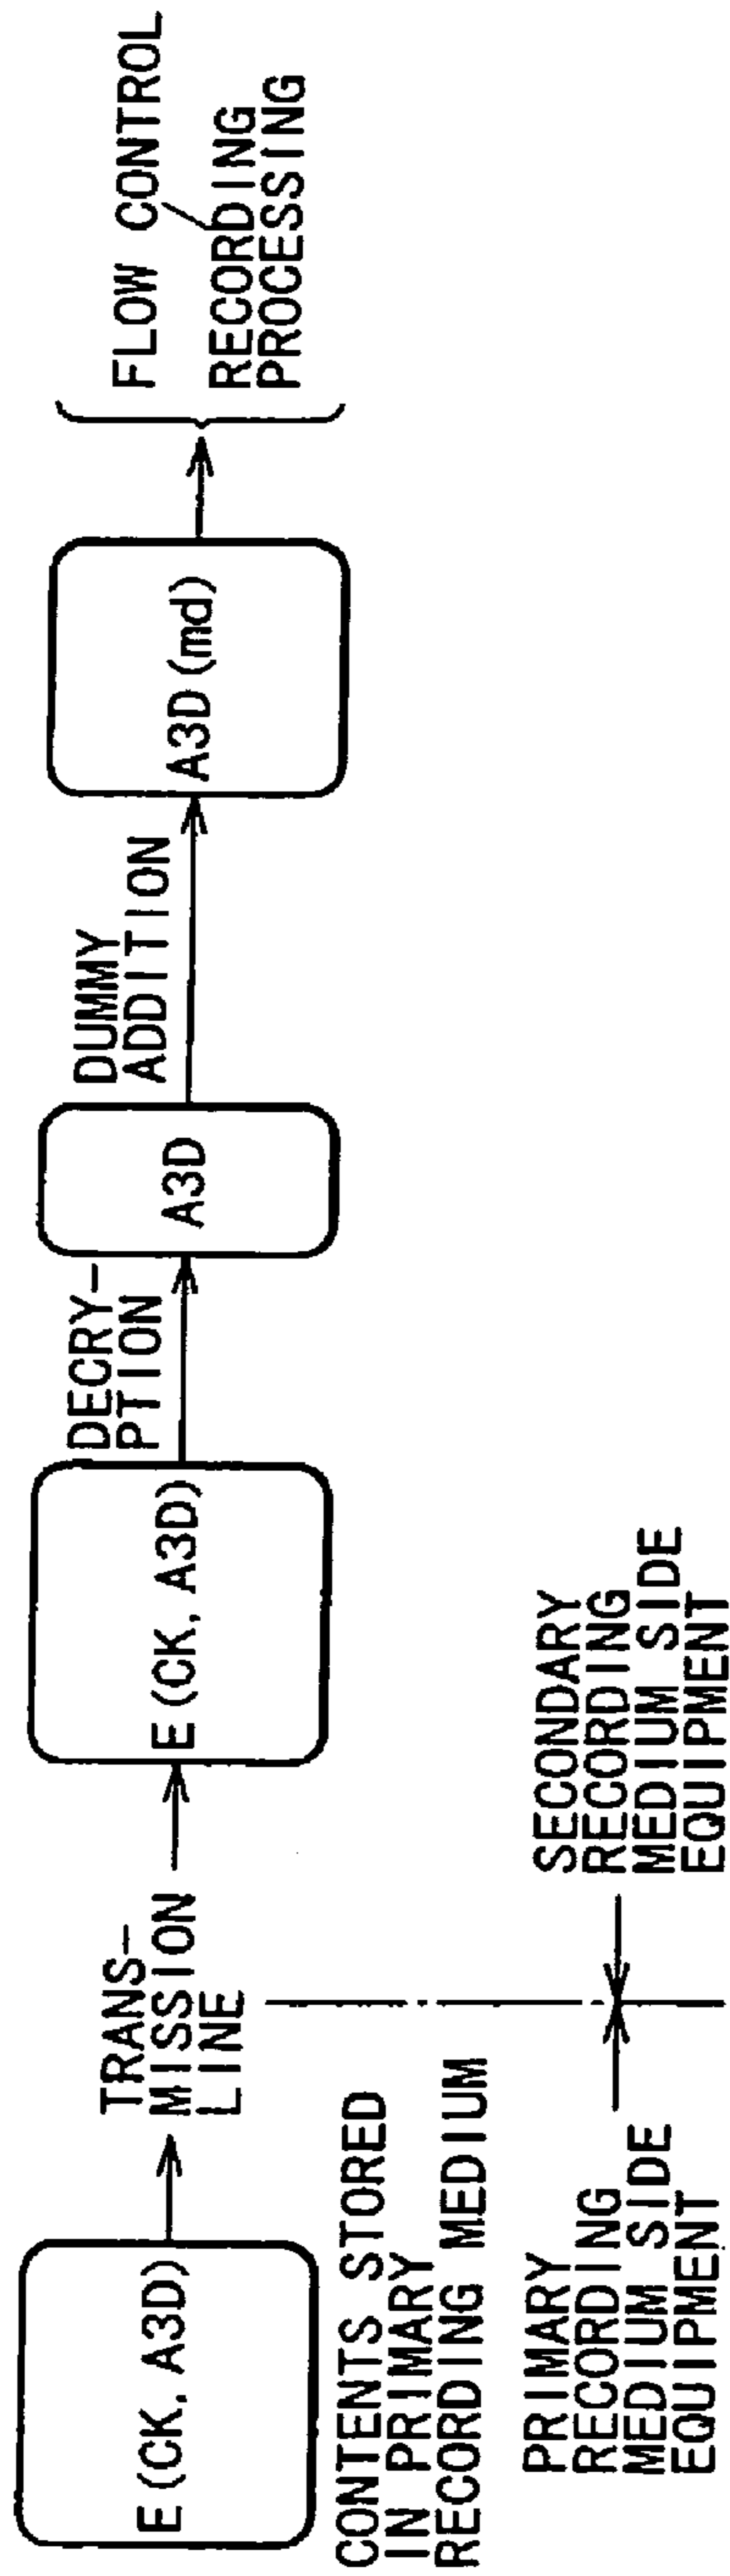 E(CK, A3D)
CONTENTS STORED
IN PRIMARY
RECORDING MEDIUM
TRANS-
MISSION
LINE
E(CK, A3D)
DECRY-
PTION
A3D
DUMMY
ADDITION
A3D(md)
FLOW CONTROL
RECORDING
PROCESSING
PRIMARY
RECORDING
MEDIUM SIDE
EQUIPMENT
SECONDARY
RECORDING
MEDIUM SIDE
EQUIPMENT